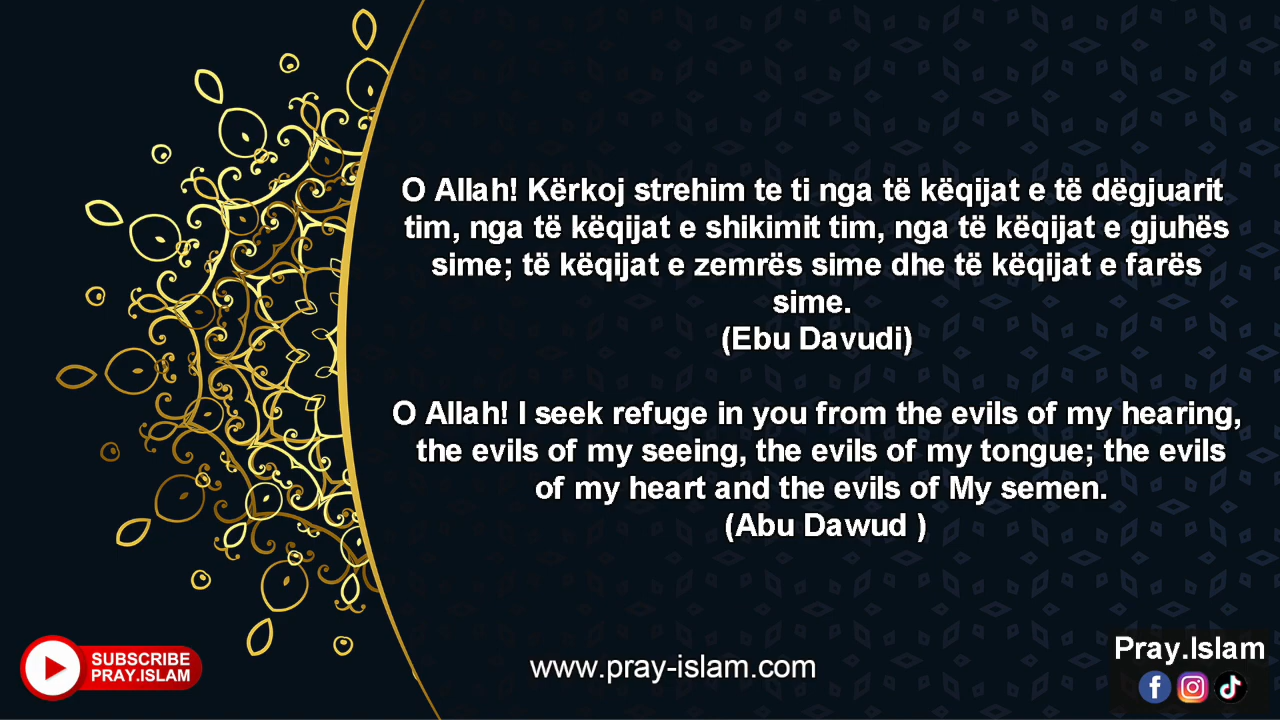 O Allah! Kërkoj strehim te ti nga të këqijat e të dëgjuarit
tim, nga të këqijat e shikimit tim, nga të këqijat e gjuhës
sime; të këqijat e zemrës sime dhe të këqijat e farës
sime.
(Ebu Davudi)
O Allah! I seek refuge in you from the evils of my hearing,
the evils of my seeing, the evils of my tongue; the evils
of my heart and the evils of My semen.
(Abu Dawud )
SUBSCRIBE
PRAY.ISLAM
www.pray-islam.com
Pray.Islam